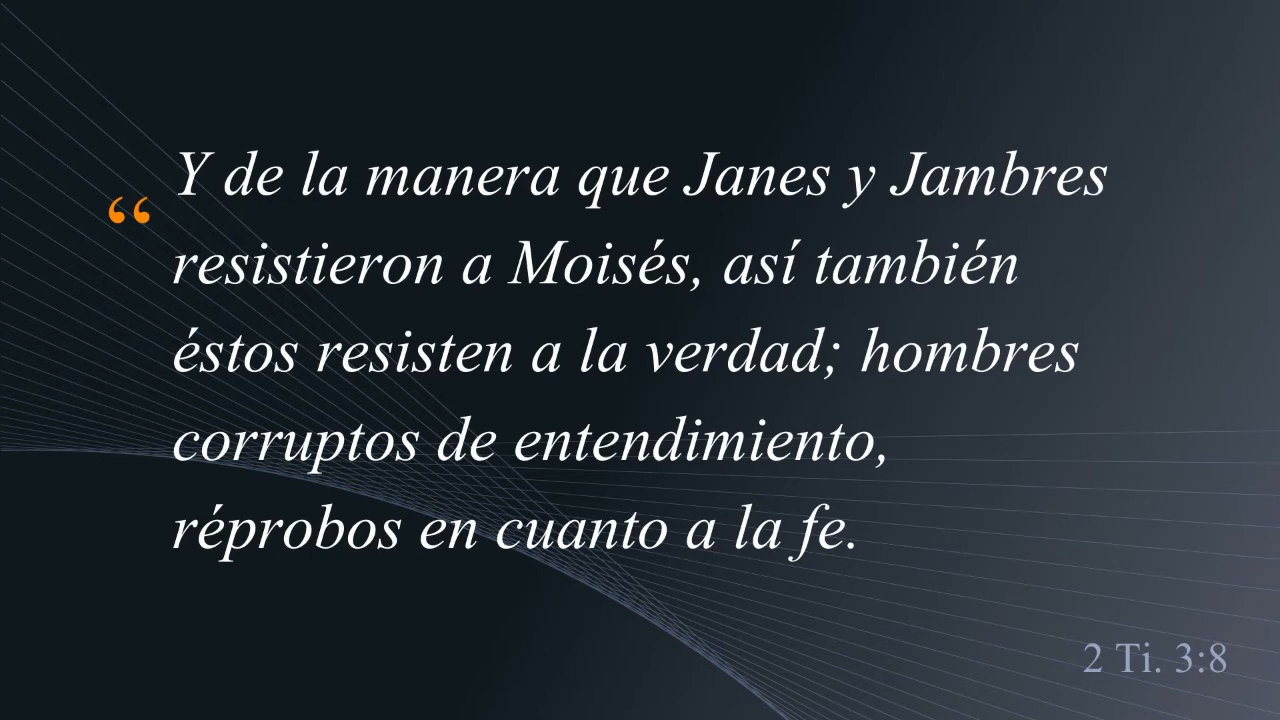 “
Y de la manera que Janes y Jambres
resistieron a Moisés, así también
éstos resisten a la verdad; hombres
corruptos de entendimiento,
réprobos en cuanto a la fe.
2 Ti. 3:8